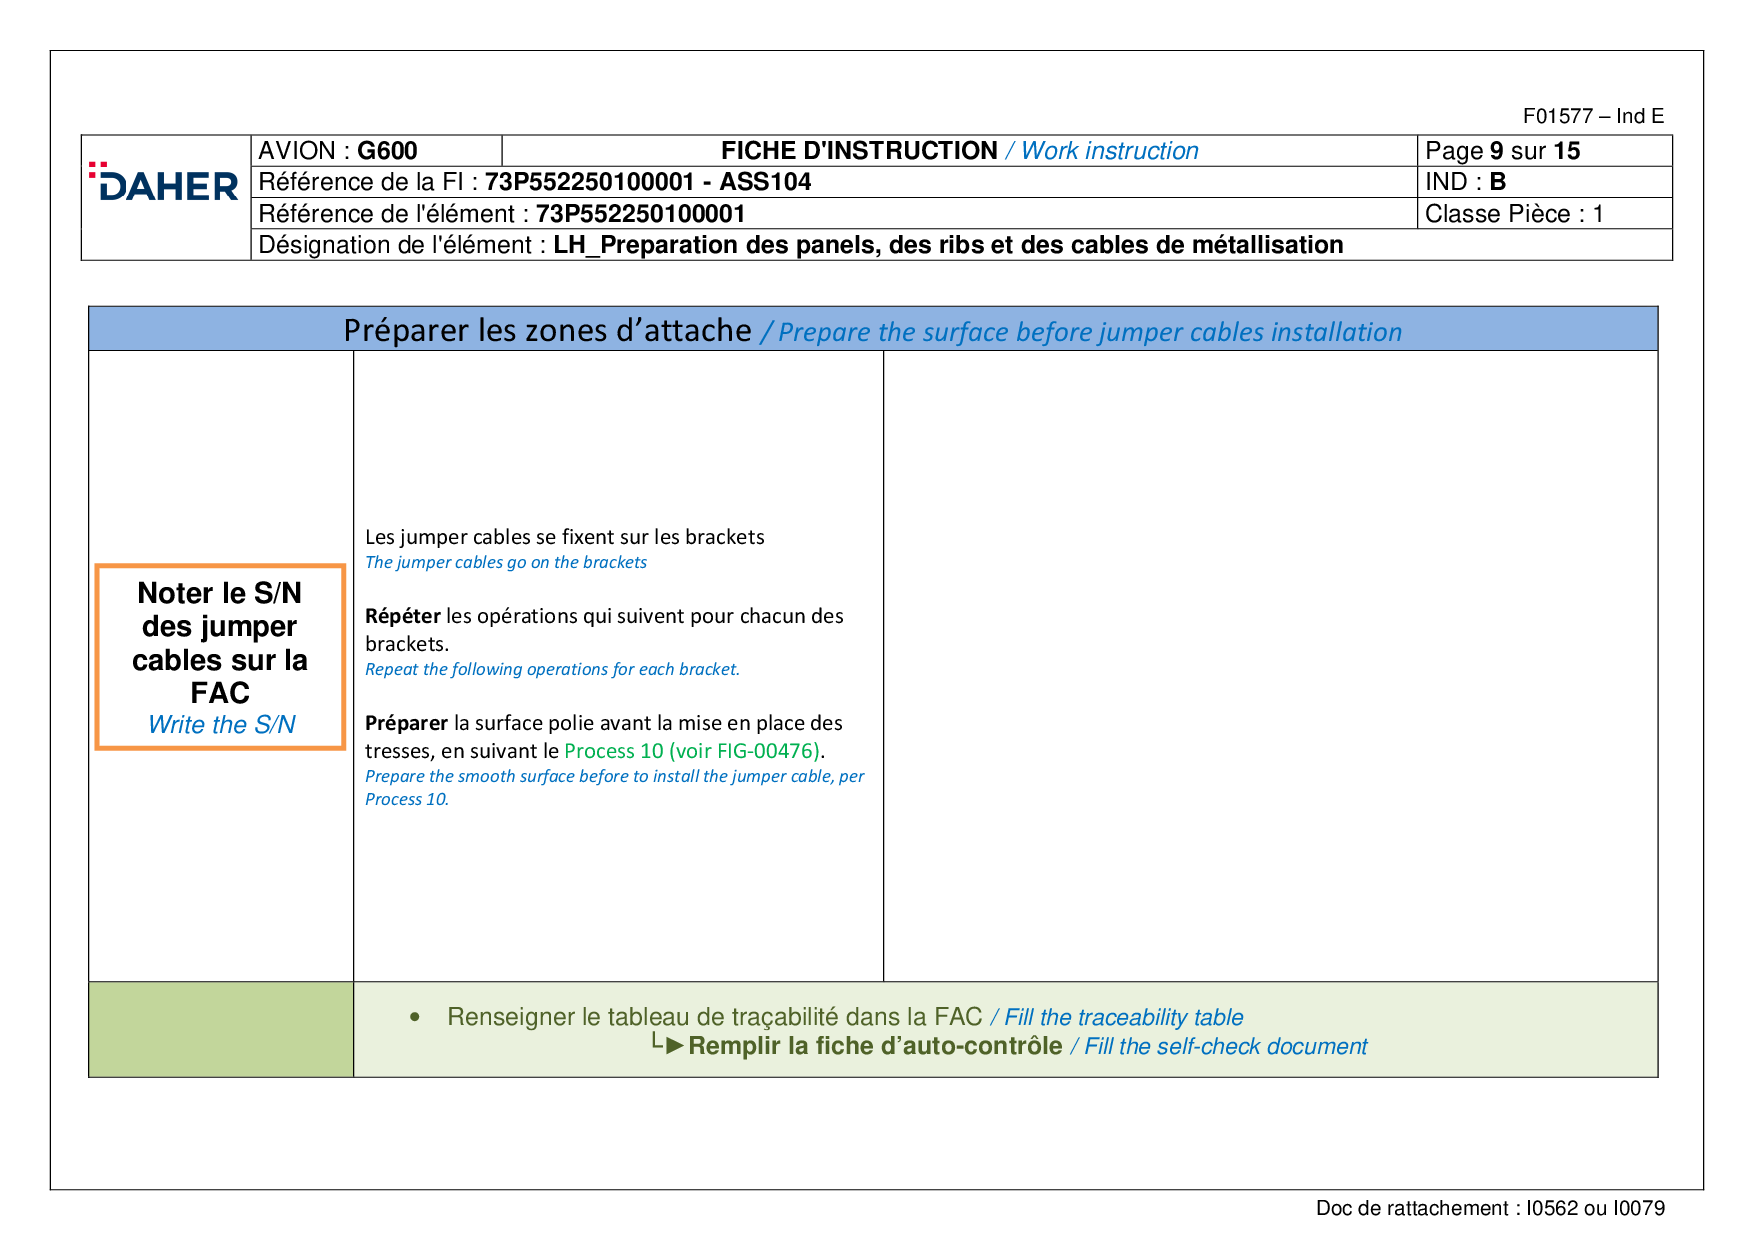 F01577 – Ind E
DAHER
AVION : G600
FICHE D'INSTRUCTION / Work instruction
Page 9 sur 15
Référence de la FI : 73P552250100001 - ASS104
IND : B
Référence de l'élément : 73P552250100001
Classe Pièce : 1
Désignation de l'élément : LH_Preparation des panels, des ribs et des cables de métallisation
Préparer les zones d’attache / Prepare the surface before jumper cables installation
Noter le S/N
des jumper
cables sur la
FAC
Write the S/N
Les jumper cables se fixent sur les brackets
The jumper cables go on the brackets
Répéter les opérations qui suivent pour chacun des
brackets.
Repeat the following operations for each bracket.
Préparer la surface polie avant la mise en place des
tresses, en suivant le Process 10 (voir FIG-00476).
Prepare the smooth surface before to install the jumper cable, per
Process 10.
• Renseigner le tableau de traçabilité dans la FAC / Fill the traceability table
└►Remplir la fiche d’auto-contrôle / Fill the self-check document
Doc de rattachement : I0562 ou I0079